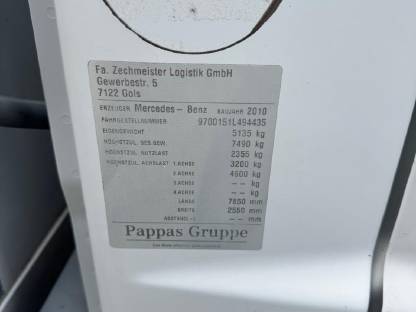 Fa. Zechmeister Logistik GmbH
Gewerbestr. 5
7122 Gols
ERZEUGER Mercedes-Benz BAUJAHR 2010
FAHRGESTELLNUMMER 9700151L494435
EIGENGEWICHT 5135 kg
HÖCHSTZUL. GES.GEW. 7490 kg
HÖCHSTZUL. NUTZLAST 2355 kg
HÖCHSTZUL. ACHSLAST 1.ACHSE 3200 kg
2.ACHSE 4600 kg
3.ACHSE -- kg
4.ACHSE -- kg
LÄNGE 7650 mm
BREITE 2550 mm
ABSTAND -- mm
Pappas Gruppe